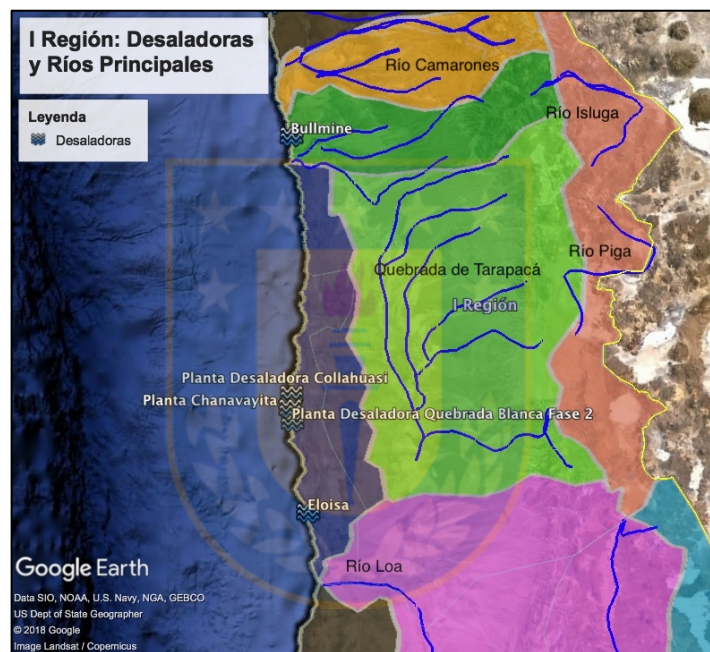 I Región: Desaladoras
y Ríos Principales
Leyenda
Desaladoras
Río Camarones
Río Isluga
Bullmine
Río Piga
Quebrada de Tarapacá
I Región
Planta Desaladora Collahuasi
Planta Chanavayita
Planta Desaladora Quebrada Blanca Fase 2
Eloisa
Río Loa
Google Earth
Data SIO, NOAA, U.S. Navy, NGA, GEBCO
US Dept of State Geographer
© 2018 Google
Image Landsat / Copernicus